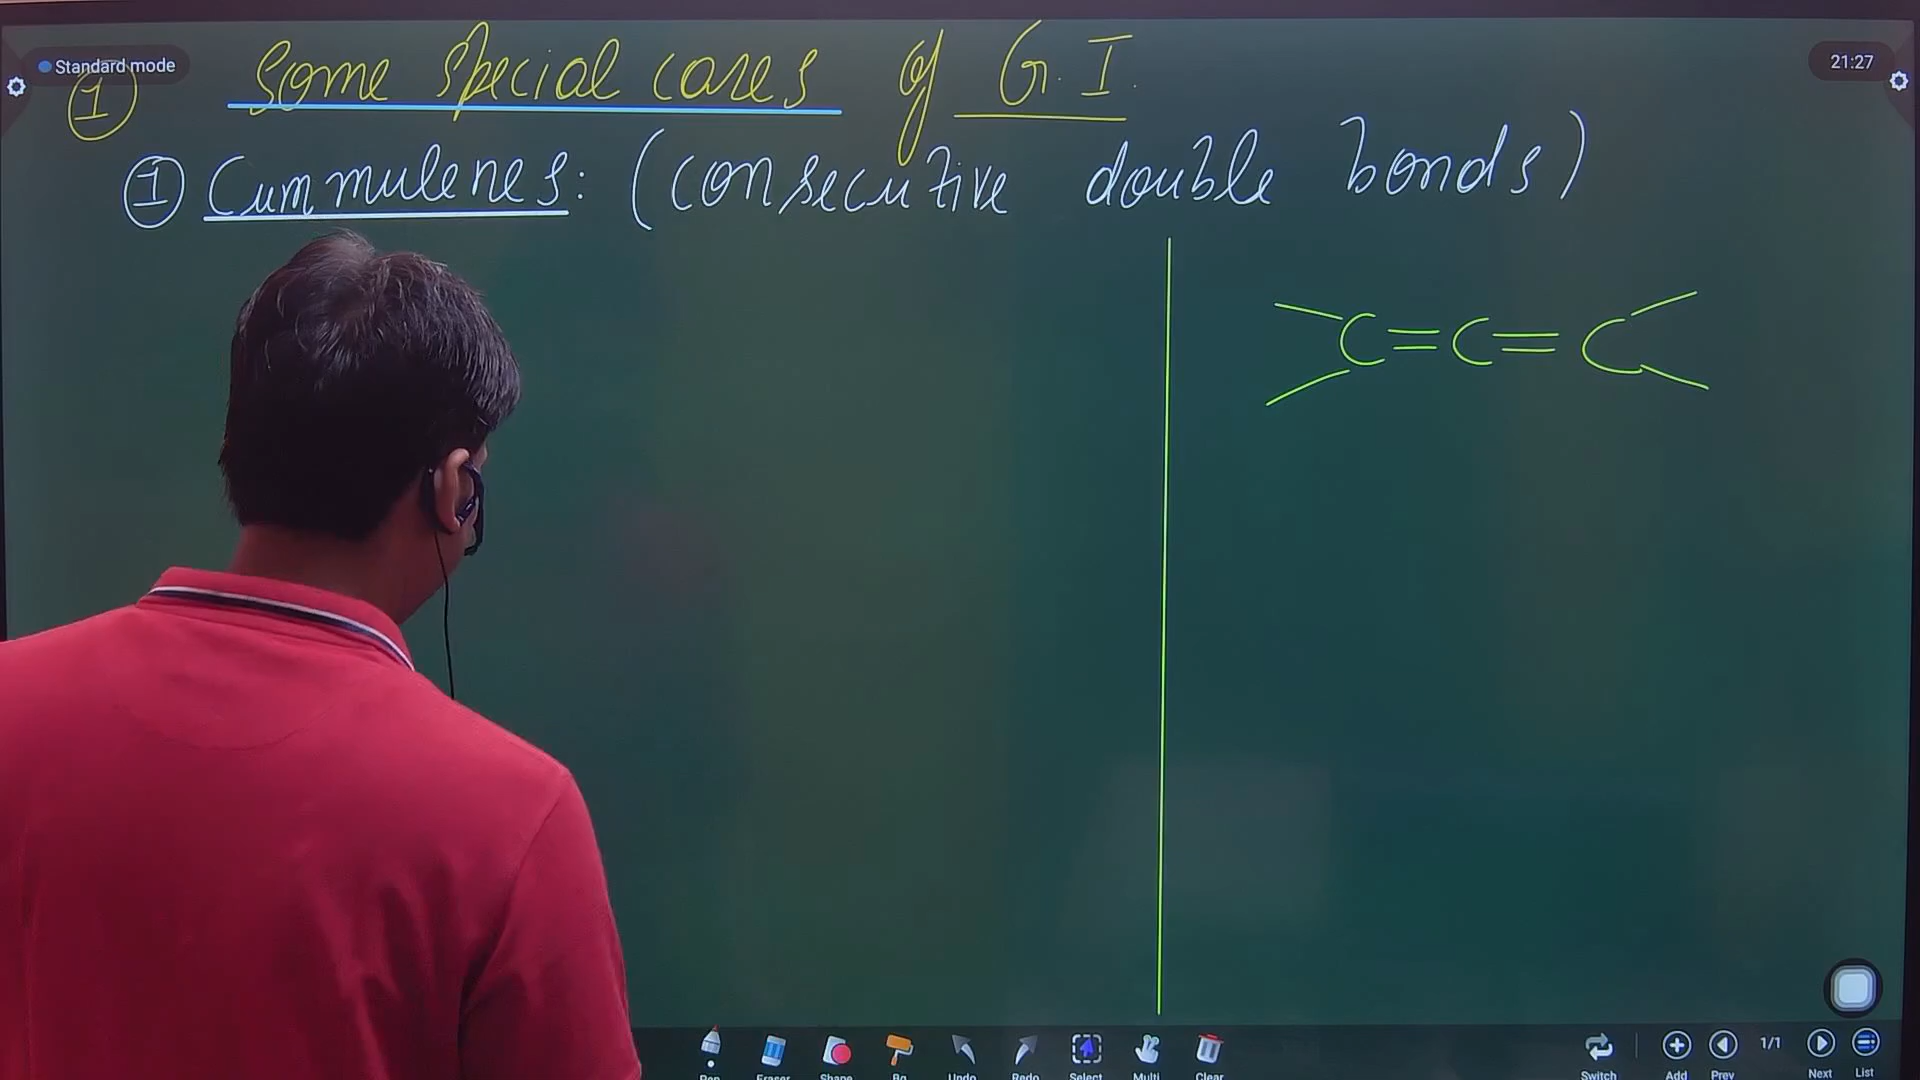 Standard mode
21:27
① Some special cases of G.I.
① Cummulenes: (consecutive double bonds)
C=C=C
Pen Eraser Shape Bg Undo Redo Select Multi Clear
Switch Add Prev 1/1 Next List